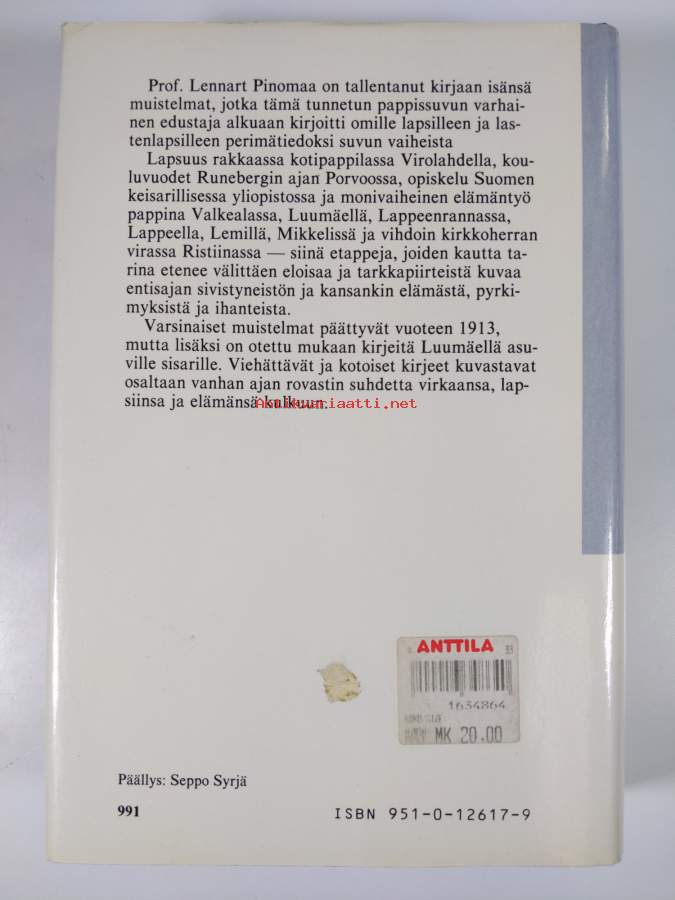 Prof. Lennart Pinomaa on tallentanut kirjaan isänsä
muistelmat, jotka tämä tunnetun pappissuvun varhai-
nen edustaja alkuaan kirjoitti omille lapsilleen ja las-
tenlapsilleen perimätiedoksi suvun vaiheista
Lapsuus rakkaassa kotipappilassa Virolahdella, kou-
luvuodet Runebergin ajan Porvoossa, opiskelu Suomen
keisarillisessa yliopistossa ja monivaiheinen elämäntyö
pappina Valkealassa, Luumäellä, Lappeenrannassa,
Lappeella, Lemillä, Mikkelissä ja vihdoin kirkkoherran
virassa Ristiinassa — siinä etappeja, joiden kautta ta-
rina etenee välittäen eloisaa ja tarkkapiirteistä kuvaa
entisajan sivistyneistön ja kansankin elämästä, pyrki-
myksistä ja ihanteista.
Varsinaiset muistelmat päättyvät vuoteen 1913,
mutta lisäksi on otettu mukaan kirjeitä Luumäellä asu-
ville sisarille. Viehättävät ja kotoiset kirjeet kuvastavat
osaltaan vanhan ajan rovastin suhdetta virkaansa, lap-
siinsa ja elämänsä kulkuun.
Antikvariaatti.net
ANTTILA 33
1634864
MK 20.00
Päällys: Seppo Syrjä
991
ISBN 951-0-12617-9